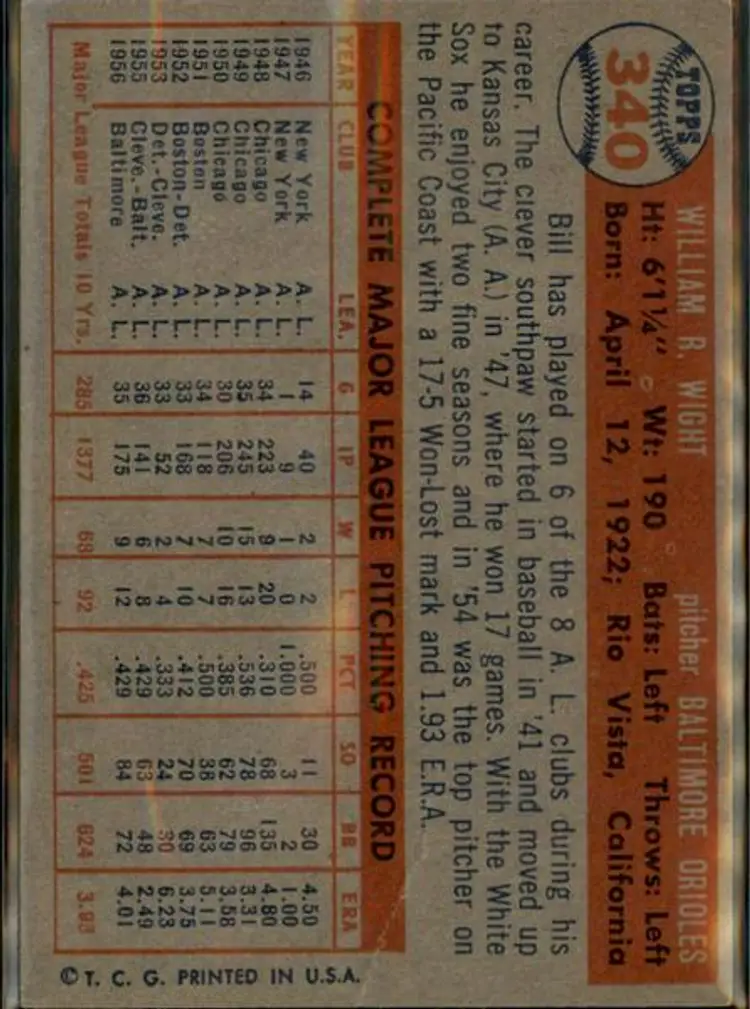 TOPPS
340
WILLIAM R. WIGHT pitcher BALTIMORE ORIOLES
Ht: 6'1¼" Wt: 190 Bats: Left Throws: Left
Born: April 12, 1922; Rio Vista, California
Bill has played on 6 of the 8 A. L. clubs during his
career. The clever southpaw started in baseball in '41 and moved up
to Kansas City (A. A.) in '47, where he won 17 games. With the White
Sox he enjoyed two fine seasons and in '54 was the top pitcher on
the Pacific Coast with a 17-5 Won-Lost mark and 1.93 E.R.A.
COMPLETE MAJOR LEAGUE PITCHING RECORD
YEAR CLUB LEA. G IP W L PCT SO BB ERA
1946 New York A. L. 14 40 2 2 .500 11 30 4.50
1947 New York A. L. 1 9 1 0 1.000 3 2 1.00
1948 Chicago A. L. 34 223 9 20 .310 68 135 4.80
1949 Chicago A. L. 35 245 15 13 .536 78 96 3.31
1950 Chicago A. L. 30 206 10 16 .385 62 79 3.58
1951 Boston A. L. 34 118 7 7 .500 38 63 5.11
1952 Boston-Det. A. L. 33 168 7 10 .412 70 69 3.75
1953 Det.-Cleve. A. L. 33 52 2 4 .333 24 30 6.23
1955 Cleve.-Balt. A. L. 36 141 6 8 .429 63 48 2.49
1956 Baltimore A. L. 35 175 9 12 .429 84 72 4.01
Major League Totals 10 Yrs. 285 1377 68 92 .425 501 624 3.98
© T. C. G. PRINTED IN U.S.A.